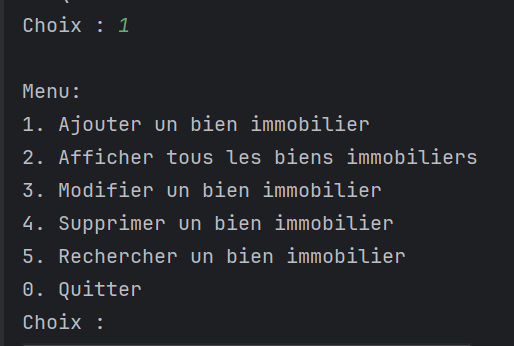 Choix : 1
Menu:
1. Ajouter un bien immobilier
2. Afficher tous les biens immobiliers
3. Modifier un bien immobilier
4. Supprimer un bien immobilier
5. Rechercher un bien immobilier
0. Quitter
Choix :